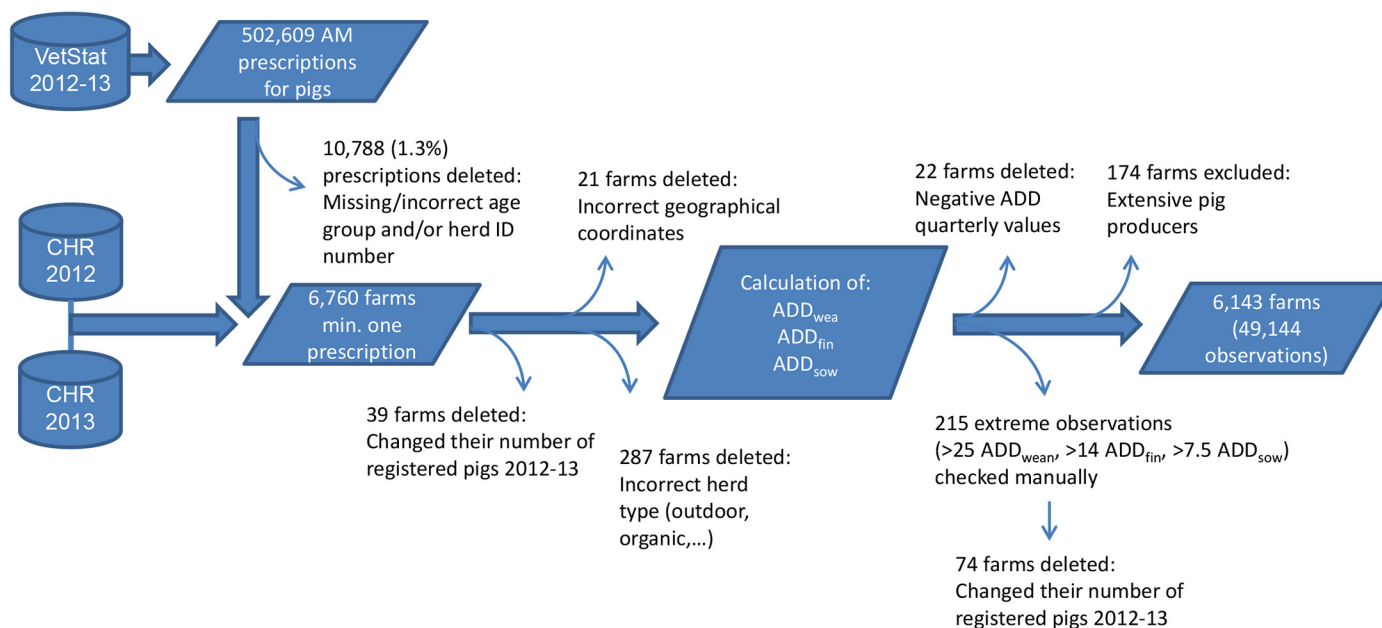 VetStat
2012-13
502,609 AM
prescriptions
for pigs
10,788 (1.3%)
prescriptions deleted:
Missing/incorrect age
group and/or herd ID
number
21 farms deleted:
Incorrect geographical
coordinates
22 farms deleted:
Negative ADD
quarterly values
174 farms excluded:
Extensive pig
producers
CHR
2012
CHR
2013
6,760 farms
min. one
prescription
Calculation of:
ADDwea
ADDfin
ADDsow
6,143 farms
(49,144
observations)
39 farms deleted:
Changed their number of
registered pigs 2012-13
287 farms deleted:
Incorrect herd
type (outdoor,
organic,...)
215 extreme observations
(>25 ADDwean, >14 ADDfin, >7.5 ADDsow)
checked manually
74 farms deleted:
Changed their number of
registered pigs 2012-13